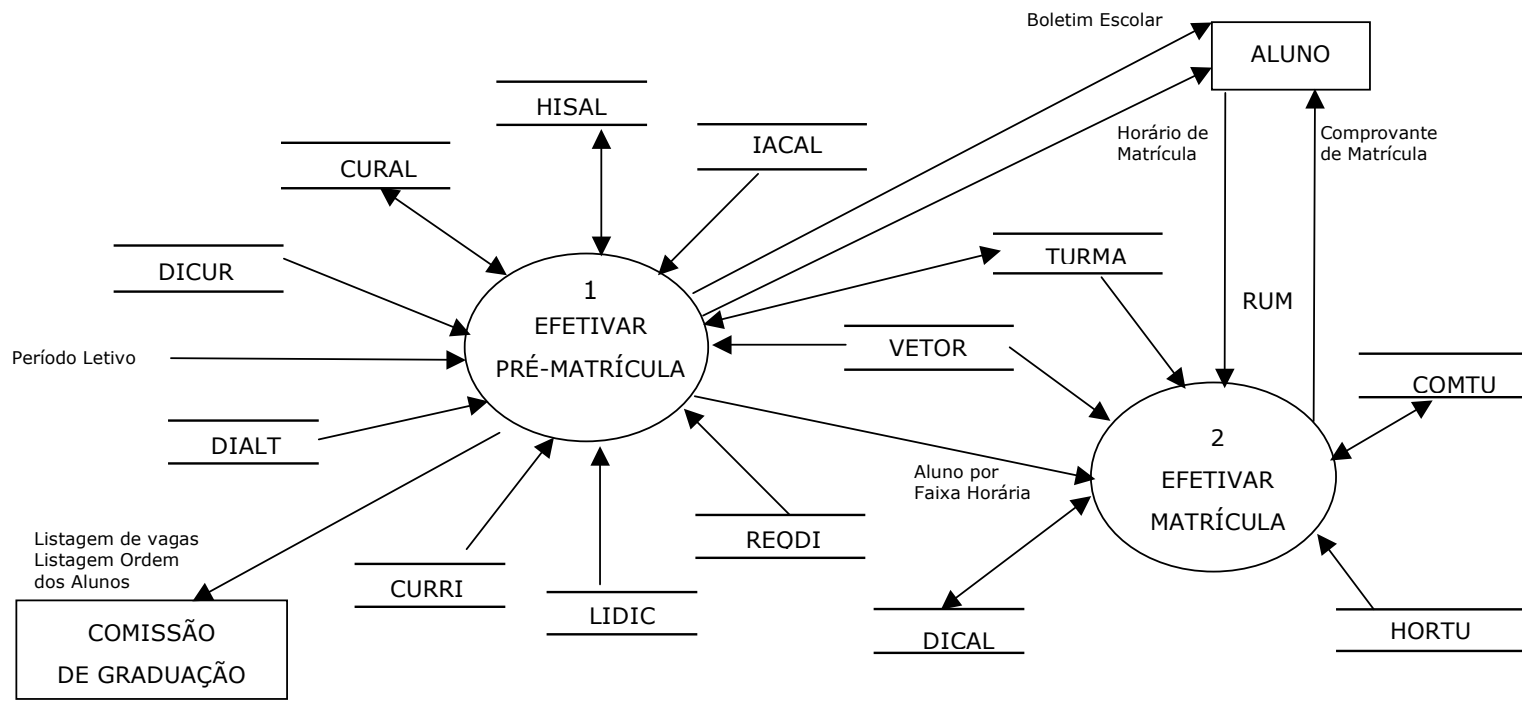 Boletim Escolar
ALUNO
HISAL
IACAL
Horário de
Matrícula
Comprovante
de Matrícula
CURAL
DICUR
TURMA
1
EFETIVAR
PRÉ-MATRÍCULA
RUM
VETOR
Período Letivo
COMTU
DIALT
2
EFETIVAR
MATRÍCULA
Aluno por
Faixa Horária
REQDI
Listagem de vagas
Listagem Ordem
dos Alunos
CURRI
LIDIC
DICAL
HORTU
COMISSÃO
DE GRADUAÇÃO